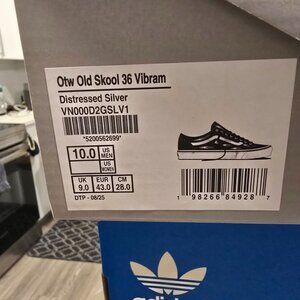 Otw Old Skool 36 Vibram
Distressed Silver
VN000D2GSLV1
*5200562699*
10.0 US MEN
US
UK 9.0 EUR 43.0 CM 28.0
DTP - 08/25
1 98266 84928 7
adidas